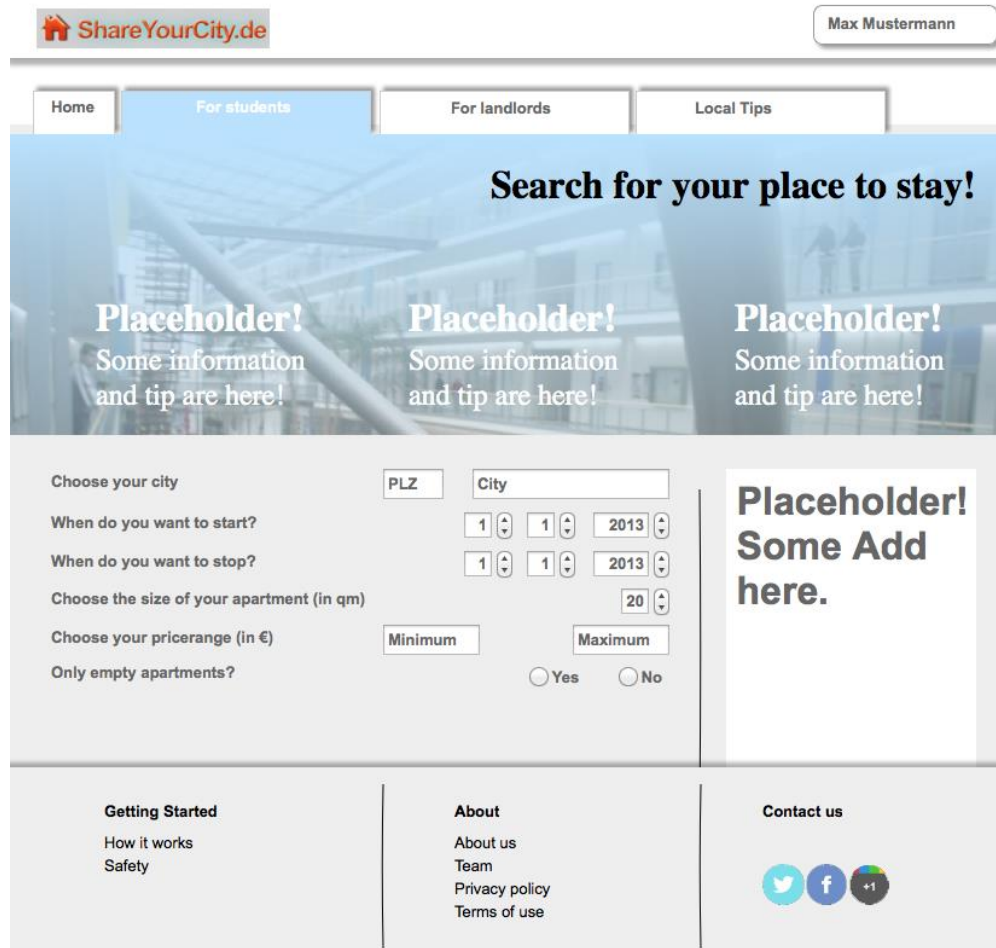 ShareYourCity.de
Max Mustermann
Home
For students
For landlords
Local Tips
Search for your place to stay!
Placeholder!
Some information
and tip are here!
Placeholder!
Some information
and tip are here!
Placeholder!
Some information
and tip are here!
Choose your city
PLZ
City
When do you want to start?
1
1
2013
When do you want to stop?
1
1
2013
Choose the size of your apartment (in qm)
20
Choose your pricerange (in €)
Minimum
Maximum
Only empty apartments?
Yes
No
Placeholder!
Some Add
here.
Getting Started
How it works
Safety
About
About us
Team
Privacy policy
Terms of use
Contact us
f
+1